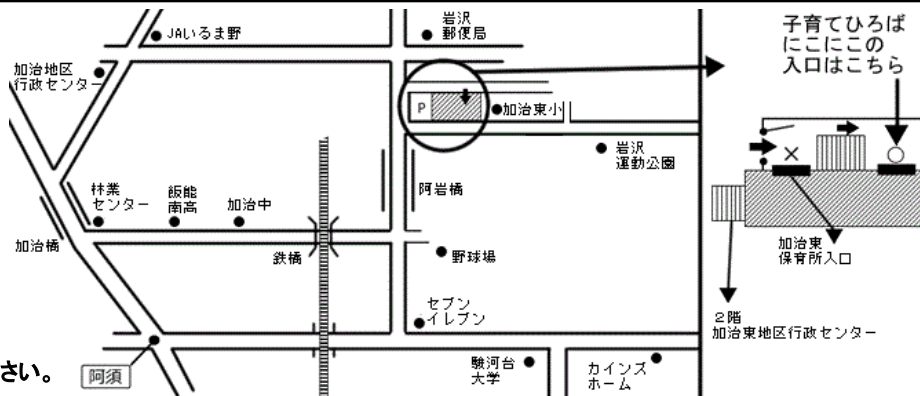 JAいるま野
岩沢
郵便局
加治地区
行政センター
P
加治東小
岩沢
運動公園
林業
センター
飯能
南高
加治中
阿岩橋
加治橋
鉄橋
野球場
セブン
イレブン
さい。
阿須
駿河台
大学
カインズ
ホーム
子育てひろば
にこにこの
入口はこちら
加治東
保育所入口
2階
加治東地区行政センター